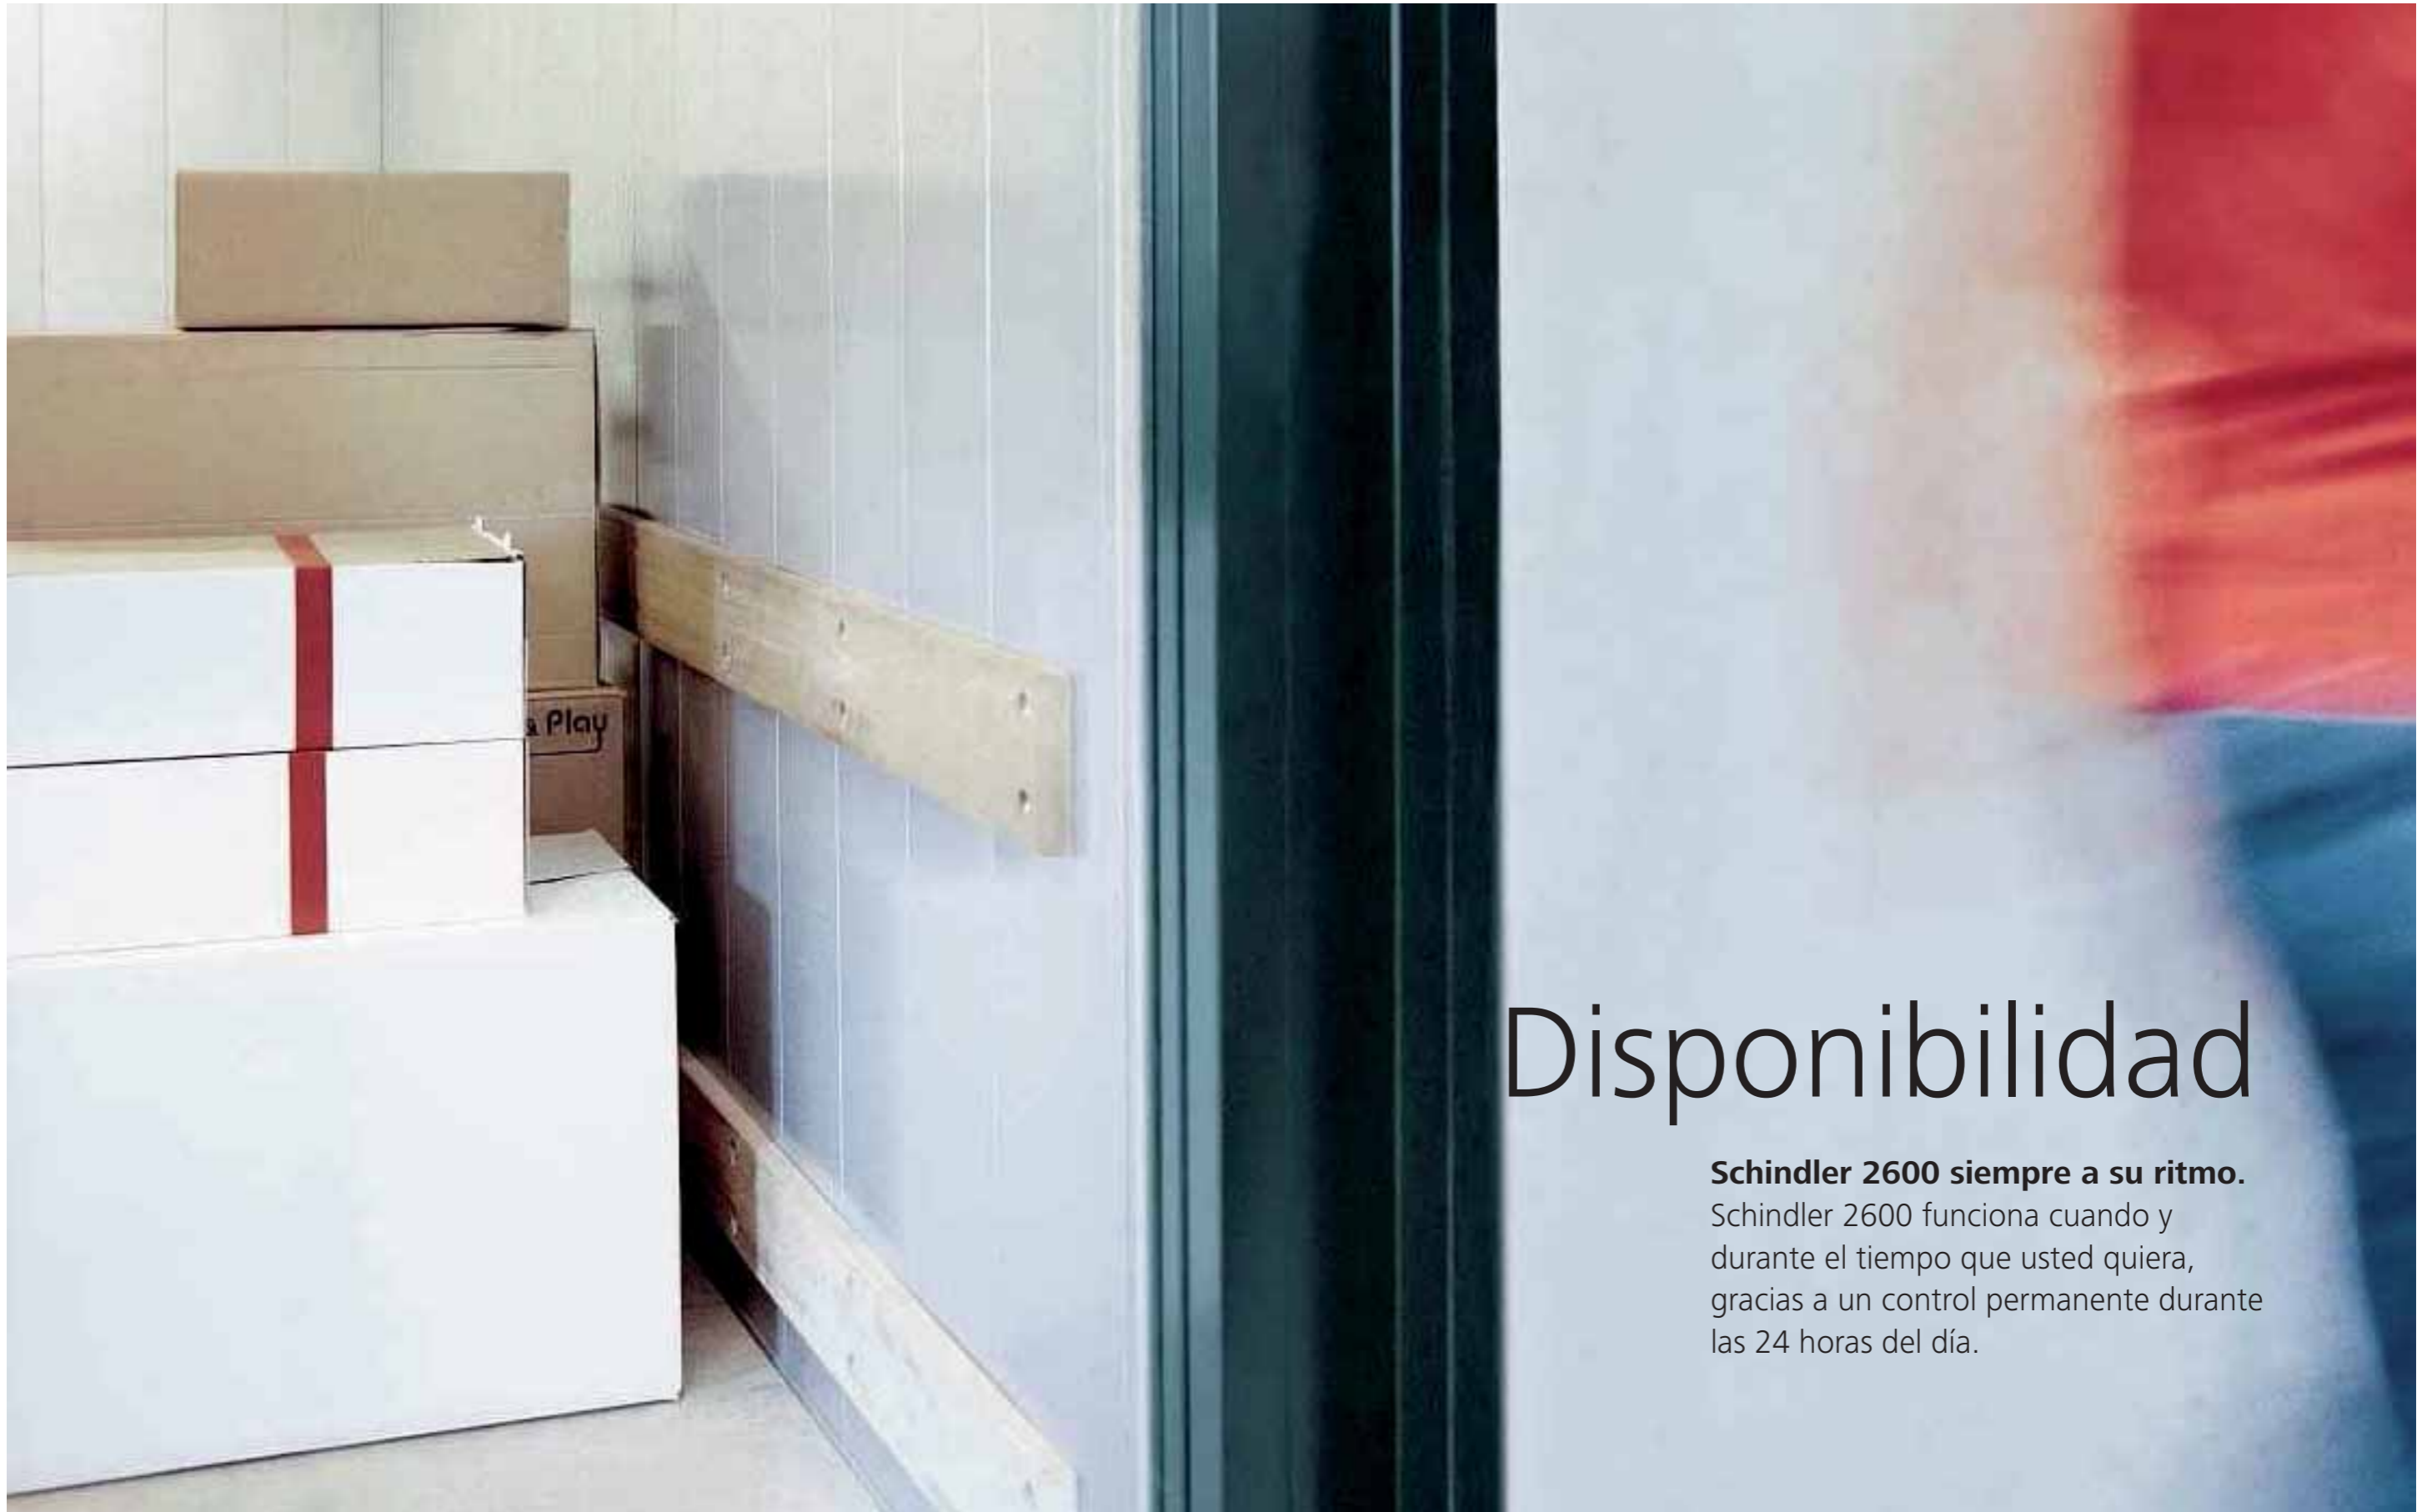 & Play
Disponibilidad
Schindler 2600 siempre a su ritmo.
Schindler 2600 funciona cuando y
durante el tiempo que usted quiera,
gracias a un control permanente durante
las 24 horas del día.